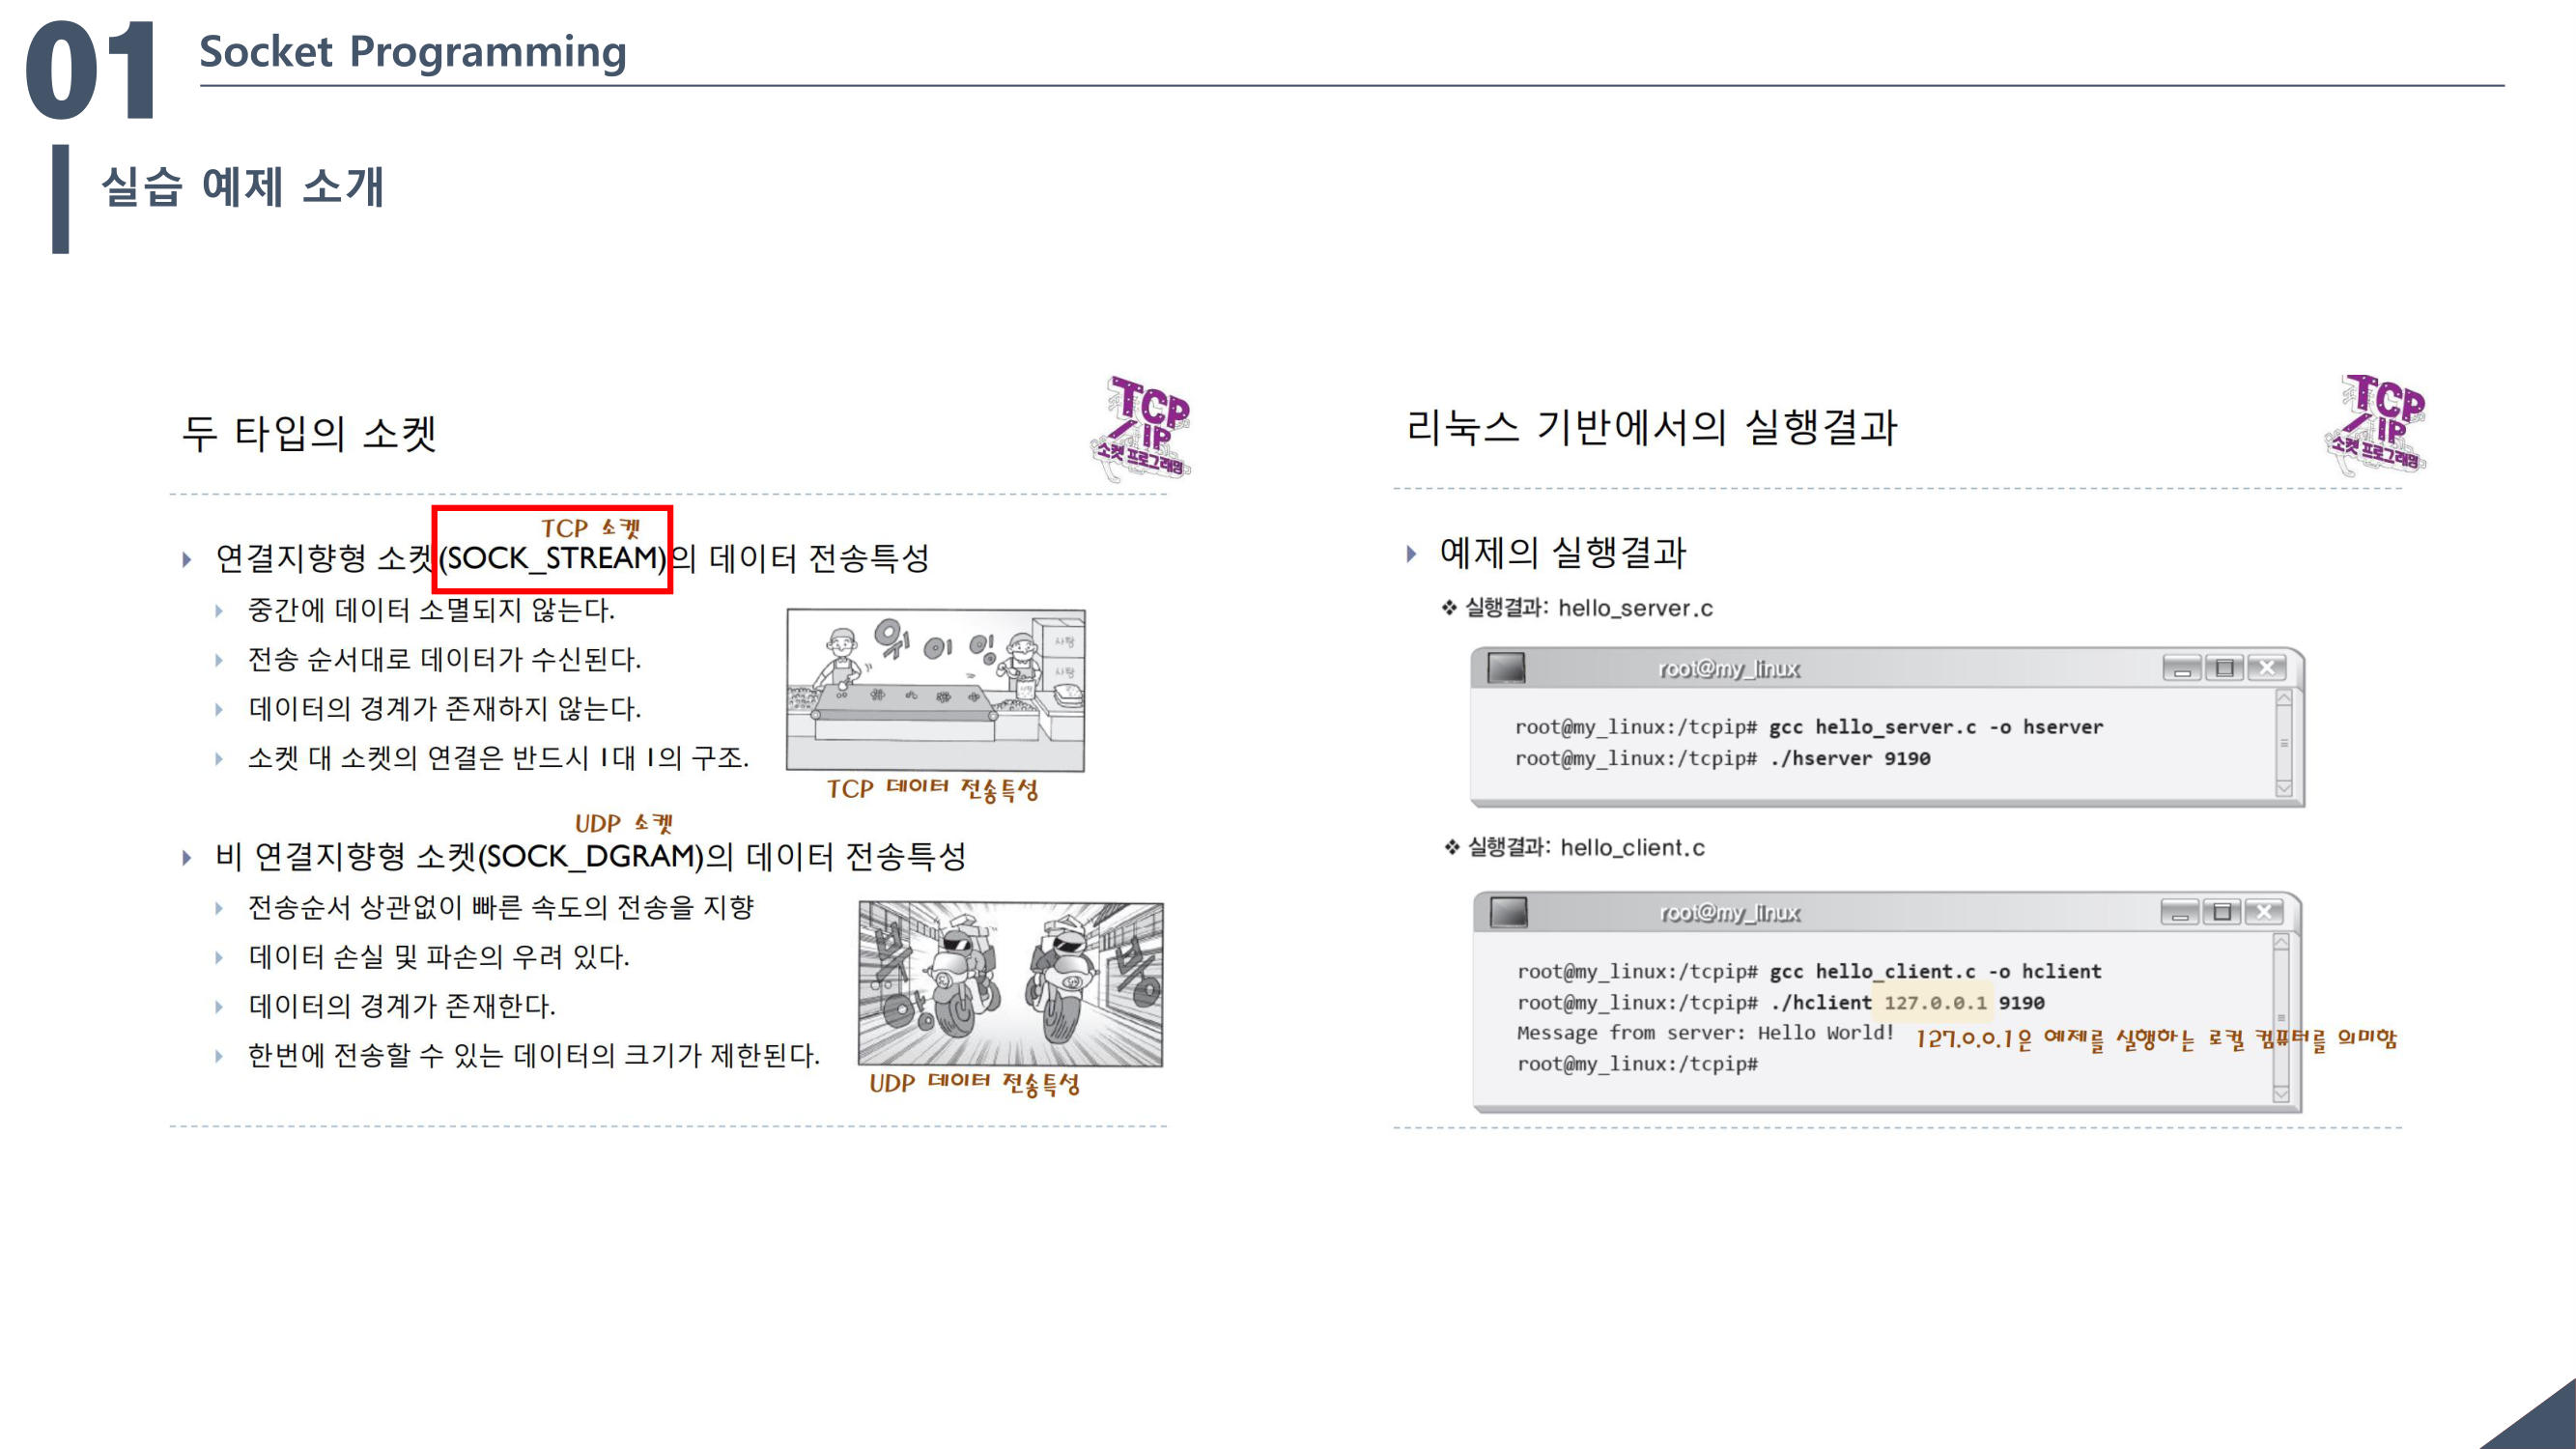 01
Socket Programming
실습 예제 소개
두 타입의 소켓
TCP
/IP
소켓 프로그래밍
TCP 소켓
연결지향형 소켓(SOCK_STREAM)의 데이터 전송특성
중간에 데이터 소멸되지 않는다.
전송 순서대로 데이터가 수신된다.
데이터의 경계가 존재하지 않는다.
소켓 대 소켓의 연결은 반드시 1대 1의 구조.
위이잉
사탕
사탕
TCP 데이터 전송특성
UDP 소켓
비 연결지향형 소켓(SOCK_DGRAM)의 데이터 전송특성
전송순서 상관없이 빠른 속도의 전송을 지향
데이터 손실 및 파손의 우려 있다.
데이터의 경계가 존재한다.
한번에 전송할 수 있는 데이터의 크기가 제한된다.
UDP 데이터 전송특성
리눅스 기반에서의 실행결과
TCP
/IP
소켓 프로그래밍
예제의 실행결과
❖ 실행결과: hello_server.c
root@my_linux
root@my_linux:/tcpip# gcc hello_server.c -o hserver
root@my_linux:/tcpip# ./hserver 9190
❖ 실행결과: hello_client.c
root@my_linux
root@my_linux:/tcpip# gcc hello_client.c -o hclient
root@my_linux:/tcpip# ./hclient 127.0.0.1 9190
Message from server: Hello World!
127.0.0.1은 예제를 실행하는 로컬 컴퓨터를 의미함
root@my_linux:/tcpip#